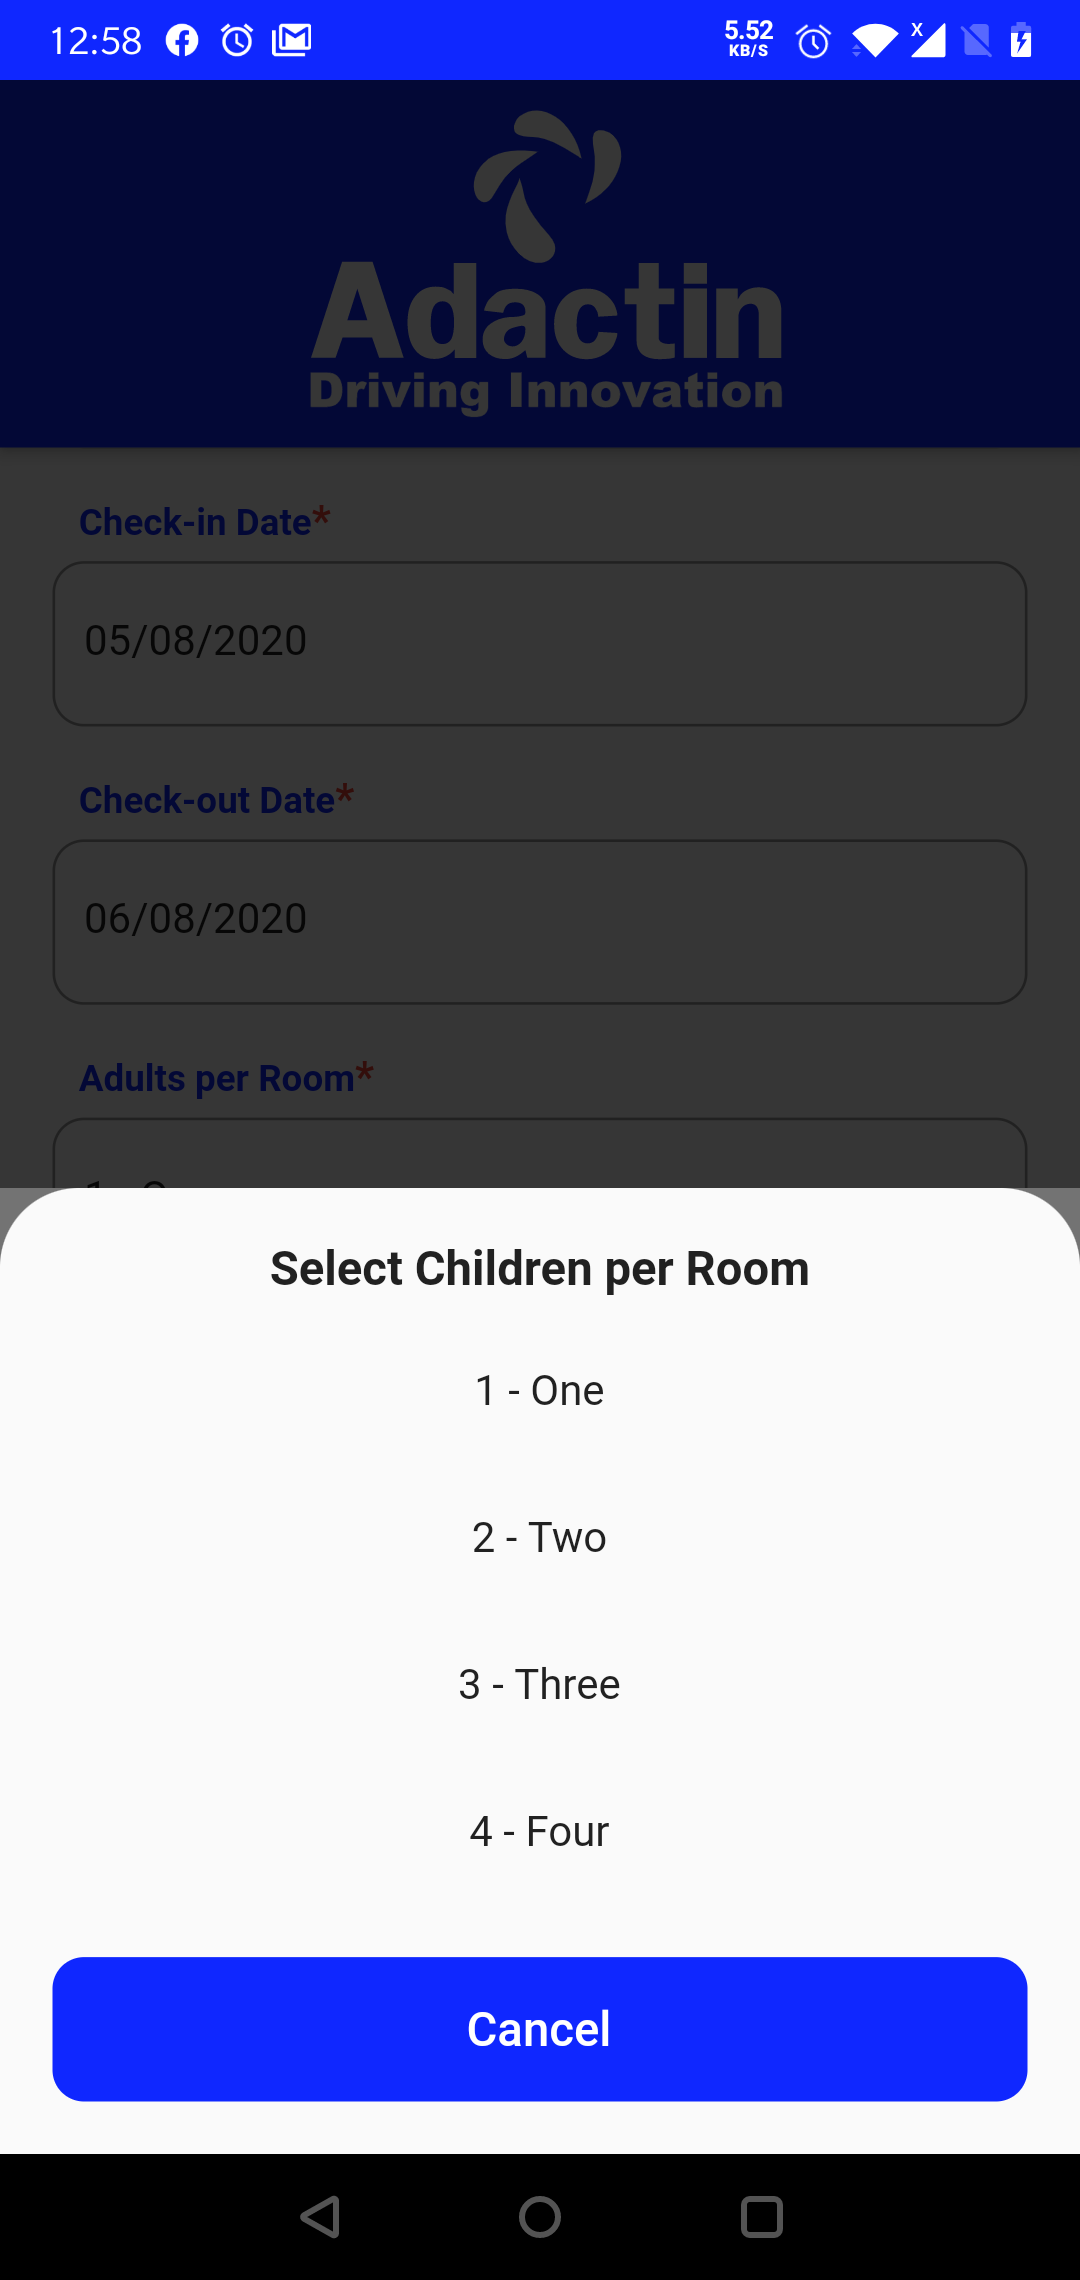 12:58
5.52
KB/S
X
Adactin
Driving Innovation
Check-in Date*
05/08/2020
Check-out Date*
06/08/2020
Adults per Room*
Select Children per Room
1 - One
2 - Two
3 - Three
4 - Four
Cancel